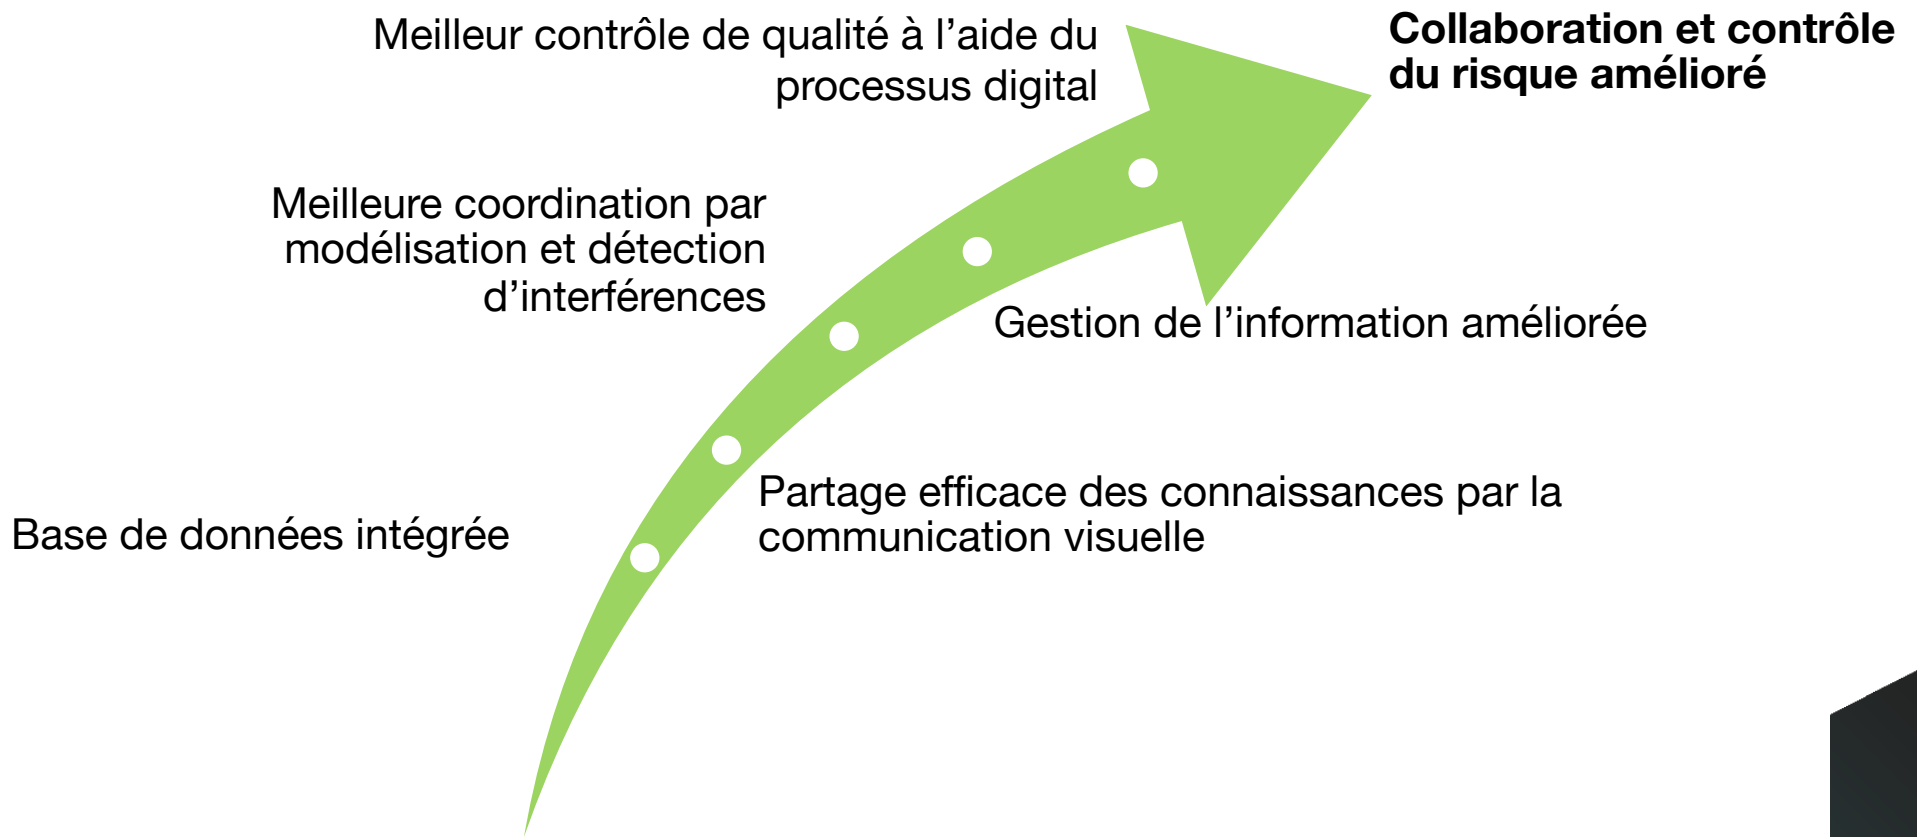 Meilleur contrôle de qualité à l’aide du
processus digital
Collaboration et contrôle
du risque amélioré
Meilleure coordination par
modélisation et détection
d’interférences
Gestion de l’information améliorée
Partage efficace des connaissances par la
communication visuelle
Base de données intégrée